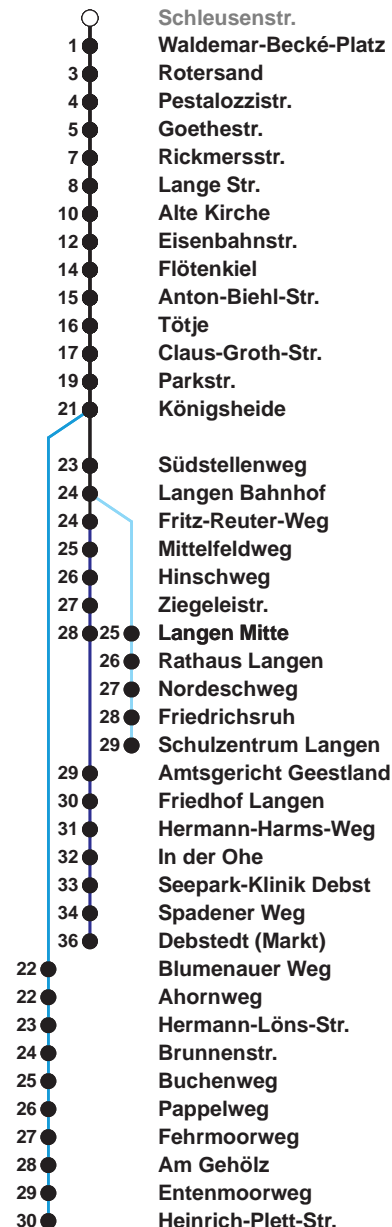 Schleusenstr.
1 Waldemar-Becké-Platz
3 Rotersand
4 Pestalozzistr.
5 Goethestr.
7 Rickmersstr.
8 Lange Str.
10 Alte Kirche
12 Eisenbahnstr.
14 Flötenkiel
15 Anton-Biehl-Str.
16 Tötje
17 Claus-Groth-Str.
19 Parkstr.
21 Königsheide
23 Südstellenweg
24 Langen Bahnhof
24 Fritz-Reuter-Weg
25 Mittelfeldweg
26 Hinschweg
27 Ziegeleistr.
28 25 Langen Mitte
26 Rathaus Langen
27 Nordeschweg
28 Friedrichsruh
29 Schulzentrum Langen
29 Amtsgericht Geestland
30 Friedhof Langen
31 Hermann-Harms-Weg
32 In der Ohe
33 Seepark-Klinik Debst
34 Spadener Weg
36 Debstedt (Markt)
22 Blumenauer Weg
22 Ahornweg
23 Hermann-Löns-Str.
24 Brunnenstr.
25 Buchenweg
26 Pappelweg
27 Fehrmoorweg
28 Am Gehölz
29 Entenmoorweg
30 Heinrich-Plett-Str.